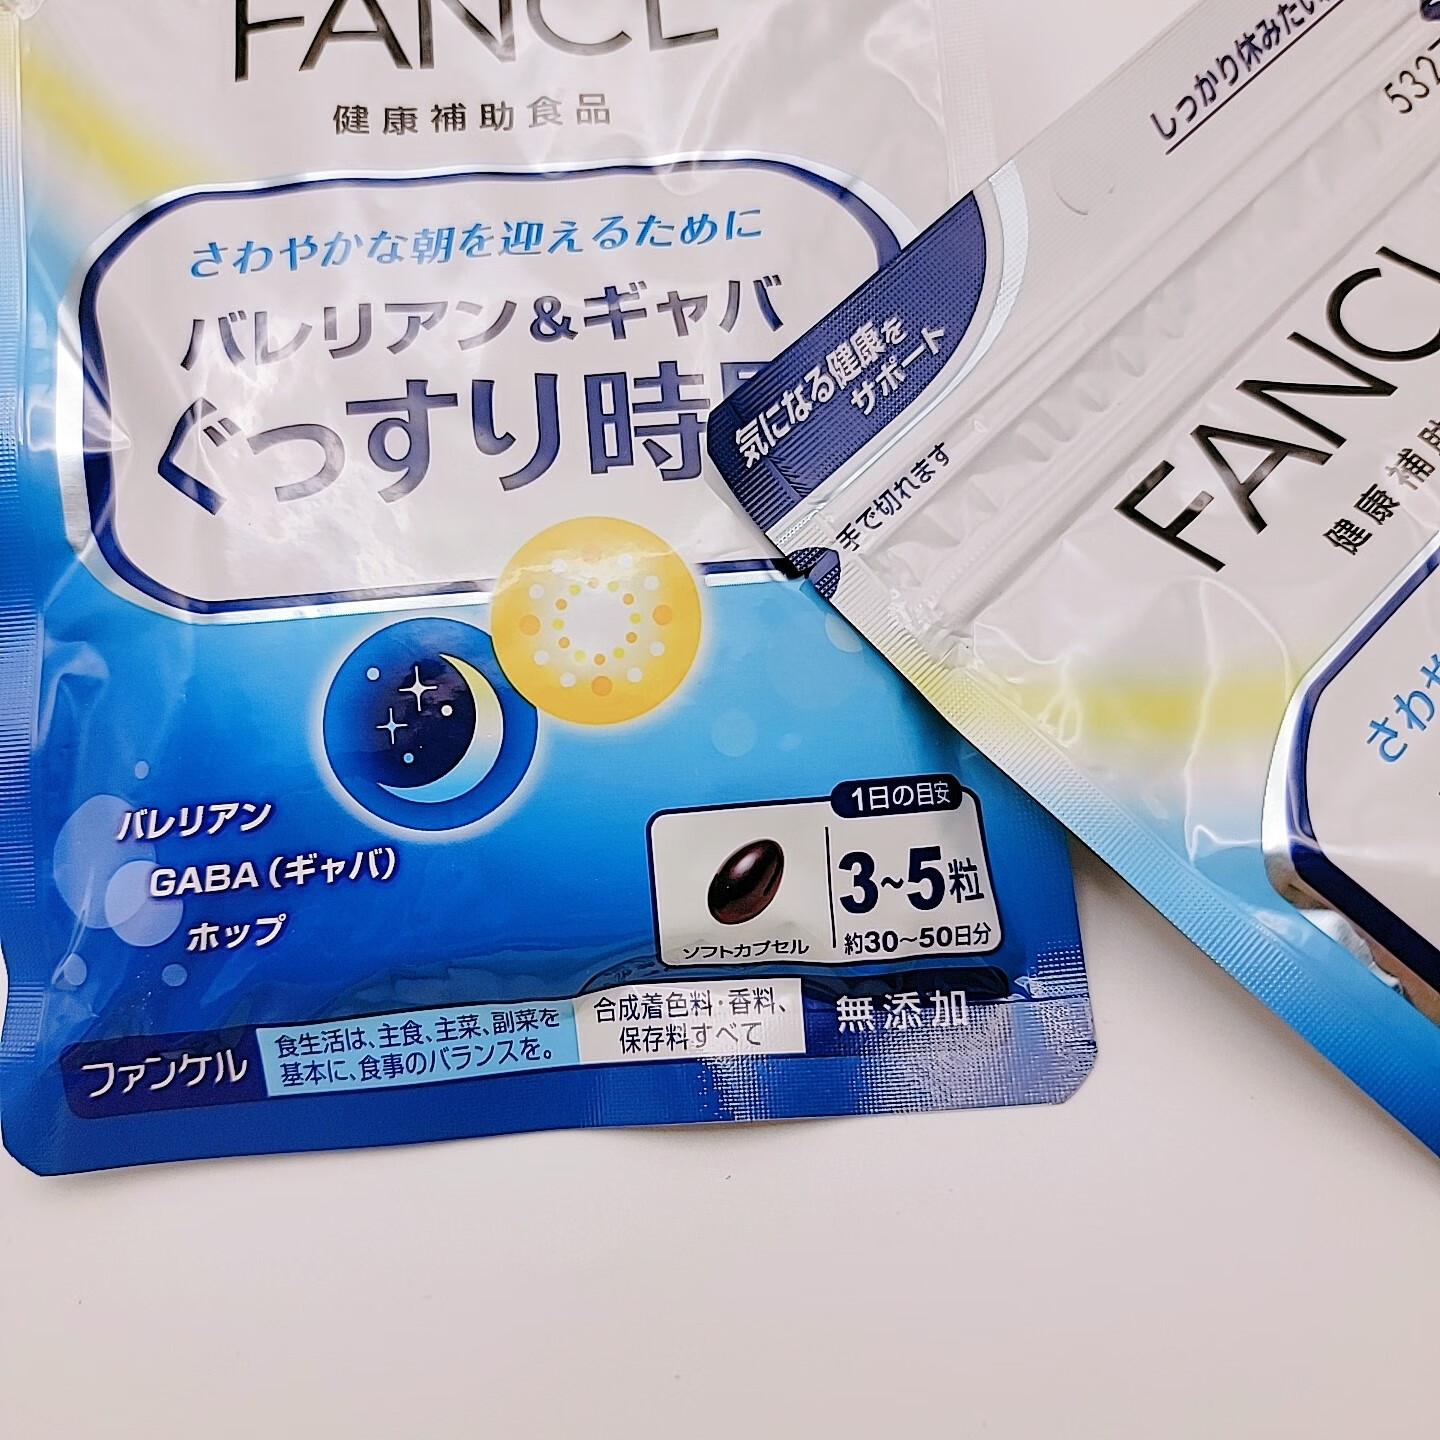 FANCL
健康補助食品
さわやかな朝を迎えるために
バレリアン&ギャバ
ぐっすり時
バレリアン
GABA（ギャバ）
ホップ
1日の目安
3~5粒
ソフトカプセル
約30~50日分
ファンケル
食生活は、主食、主菜、副菜を
基本に、食事のバランスを。
合成着色料・香料、
保存料すべて
無添加
しっかり休みたい
532
気になる健康を
サポート
手で切れます
FANCL
健康補助
さわや